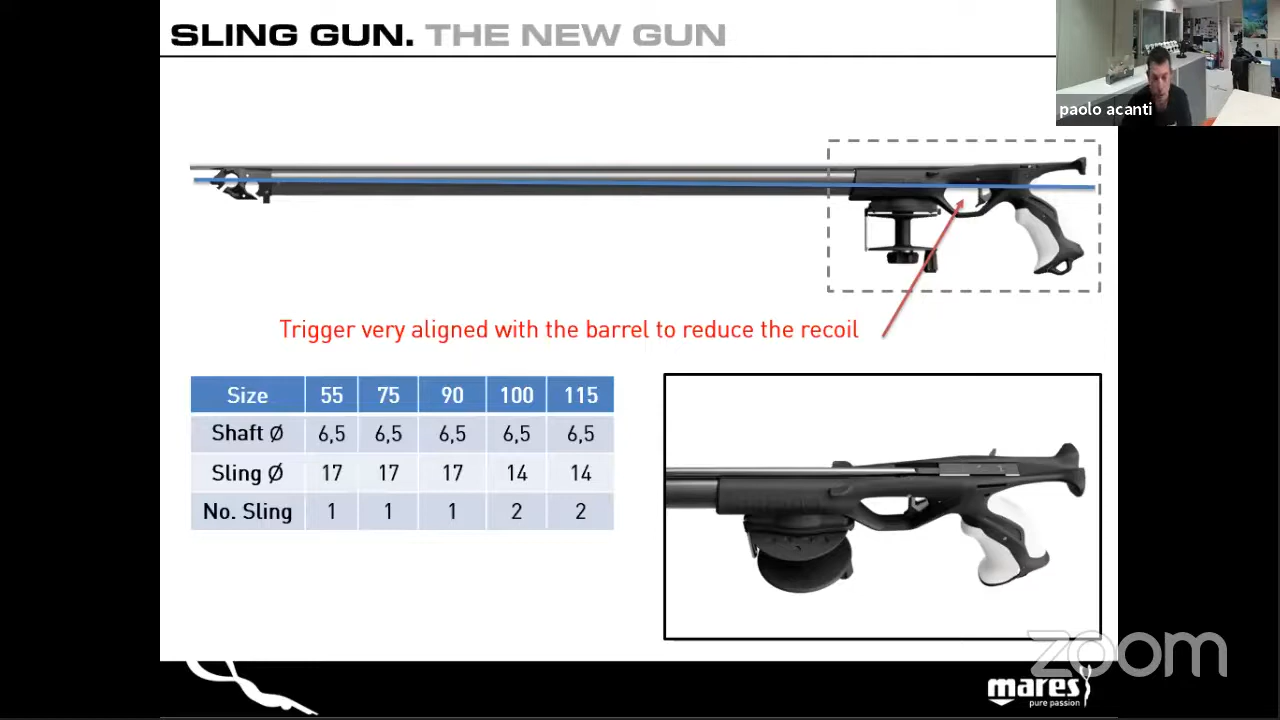 SLING GUN. THE NEW GUN
paolo acanti
Trigger very aligned with the barrel to reduce the recoil
Size 55 75 90 100 115
Shaft Ø 6,5 6,5 6,5 6,5 6,5
Sling Ø 17 17 17 14 14
No. Sling 1 1 1 2 2
zoom
mares
pure passion